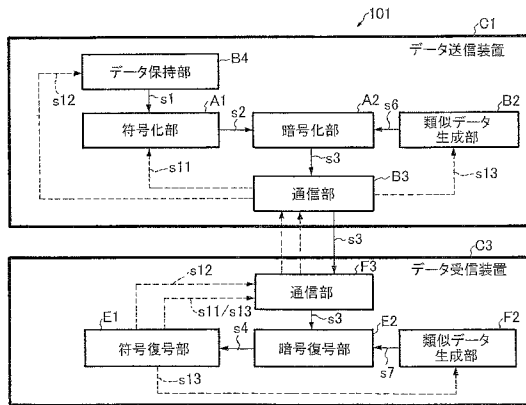 101
C1
データ送信装置
B4
データ保持部
s12
s1
A1
符号化部
s2
A2
暗号化部
s6
B2
類似データ
生成部
s3
s11
B3
通信部
s13
s3
C3
データ受信装置
F3
通信部
s12
s11/s13
s3
E1
符号復号部
s4
E2
暗号復号部
s7
F2
類似データ
生成部
s13